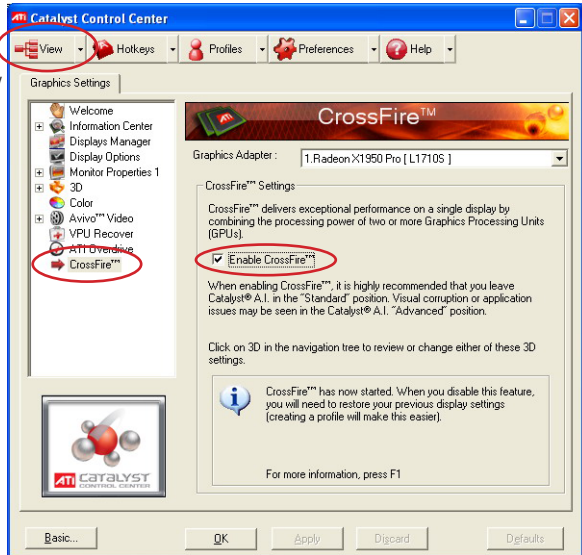 ATI Catalyst Control Center
View Hotkeys Profiles Preferences Help
Graphics Settings
Welcome
Information Center
Displays Manager
Display Options
Monitor Properties 1
3D
Color
Avivo™ Video
VPU Recover
ATI Overdrive
CrossFire™
CrossFire™
Graphics Adapter :
1.Radeon X1950 Pro [ L1710S ]
CrossFire™ Settings
CrossFire™ delivers exceptional performance on a single display by
combining the processing power of two or more Graphics Processing Units
(GPUs).
Enable CrossFire™
When enabling CrossFire™, it is highly recommended that you leave
Catalyst® A.I. in the "Standard" position. Visual corruption or application
issues may be seen in the Catalyst® A.I. "Advanced" position.
Click on 3D in the navigation tree to review or change either of these 3D
settings.
CrossFire™ has now started. When you disable this feature,
you will need to restore your previous display settings
(creating a profile will make this easier).
For more information, press F1
ATI CATALYST
CONTROL CENTER
Basic... OK Apply Discard Defaults